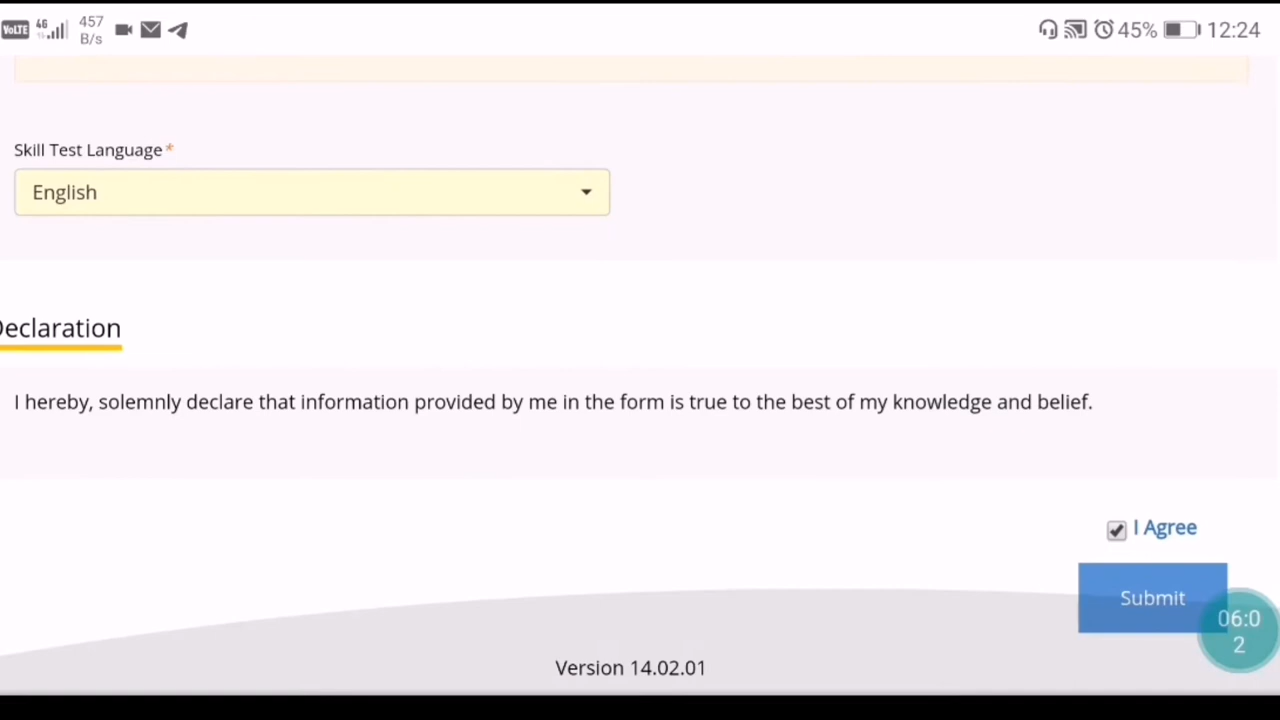 VoLTE 4G 457 B/s 45% 12:24
Skill Test Language*
English
Declaration
I hereby, solemnly declare that information provided by me in the form is true to the best of my knowledge and belief.
I Agree
Submit
06:0
2
Version 14.02.01